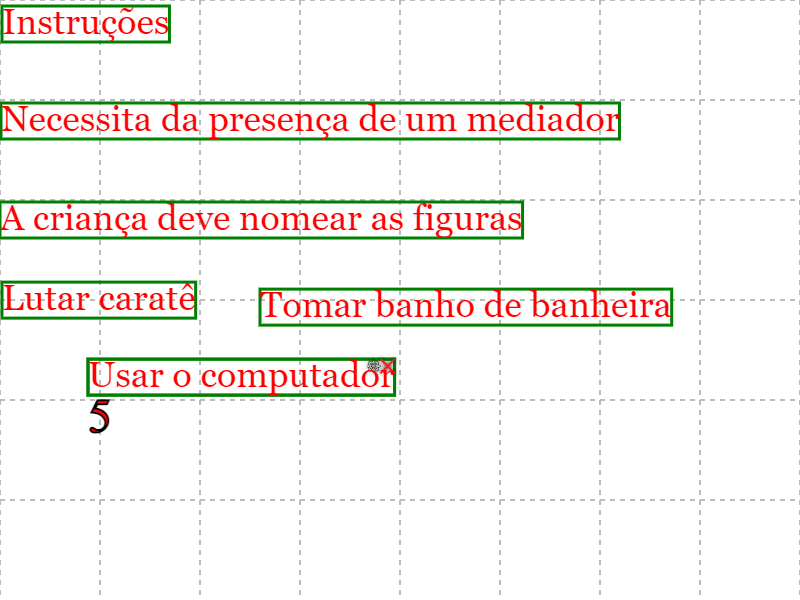 Instruções
Necessita da presença de um mediador
A criança deve nomear as figuras
Lutar caratê
Tomar banho de banheira
Usar o computador
5